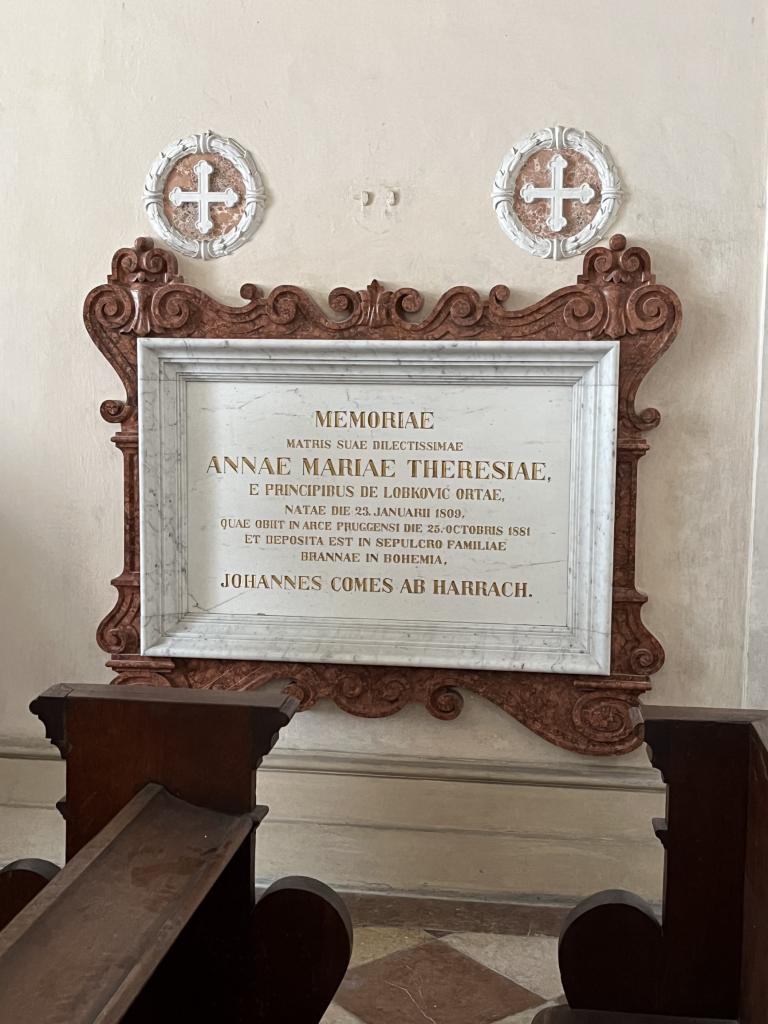 MEMORIAE
MATRIS SUAE DILECTISSIMAE
ANNAE MARIAE THERESIAE,
E PRINCIPIBUS DE LOBKOVIĆ ORTAE,
NATAE DIE 23. JANUARII 1809,
QUAE OBIIT IN ARCE PRUGGENSI DIE 25. OCTOBRIS 1881
ET DEPOSITA EST IN SEPULCRO FAMILIAE
BRANNAE IN BOHEMIA,
JOHANNES COMES AB HARRACH.